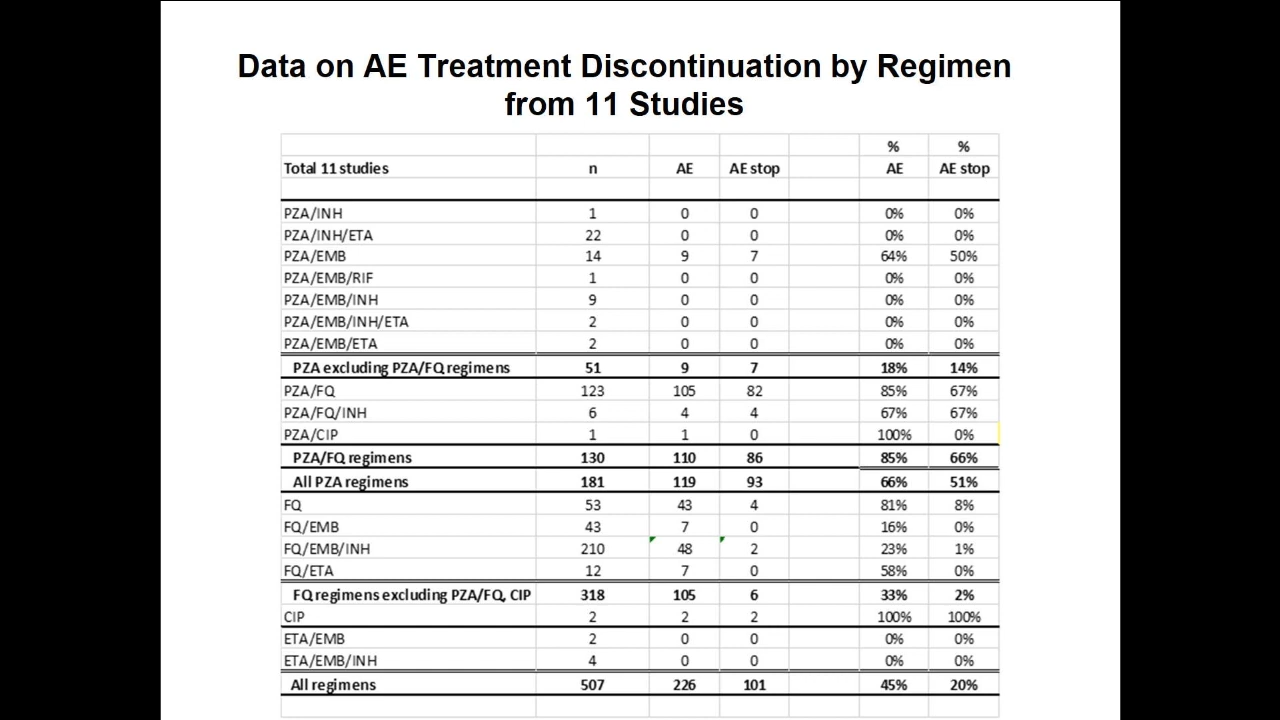 Data on AE Treatment Discontinuation by Regimen
from 11 Studies
% %
Total 11 studies n AE AE stop AE AE stop
PZA/INH 1 0 0 0% 0%
PZA/INH/ETA 22 0 0 0% 0%
PZA/EMB 14 9 7 64% 50%
PZA/EMB/RIF 1 0 0 0% 0%
PZA/EMB/INH 9 0 0 0% 0%
PZA/EMB/INH/ETA 2 0 0 0% 0%
PZA/EMB/ETA 2 0 0 0% 0%
PZA excluding PZA/FQ regimens 51 9 7 18% 14%
PZA/FQ 123 105 82 85% 67%
PZA/FQ/INH 6 4 4 67% 67%
PZA/CIP 1 1 0 100% 0%
PZA/FQ regimens 130 110 86 85% 66%
All PZA regimens 181 119 93 66% 51%
FQ 53 43 4 81% 8%
FQ/EMB 43 7 0 16% 0%
FQ/EMB/INH 210 48 2 23% 1%
FQ/ETA 12 7 0 58% 0%
FQ regimens excluding PZA/FQ, CIP 318 105 6 33% 2%
CIP 2 2 2 100% 100%
ETA/EMB 2 0 0 0% 0%
ETA/EMB/INH 4 0 0 0% 0%
All regimens 507 226 101 45% 20%